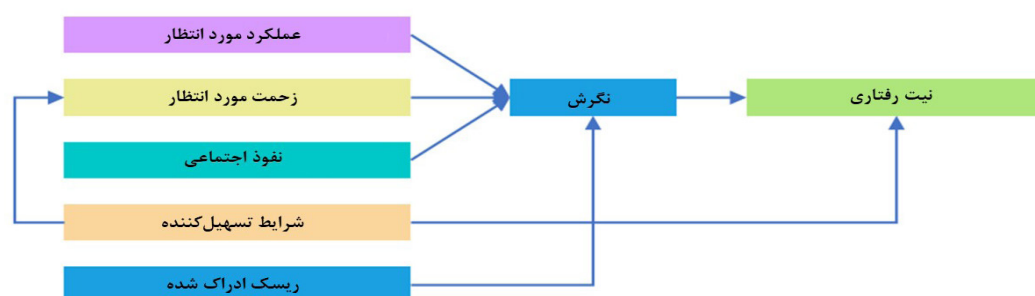 عملکرد مورد انتظار
زحمت مورد انتظار
نفوذ اجتماعی
شرایط تسهیل‌کننده
ریسک ادراک شده
نگرش
نیت رفتاری